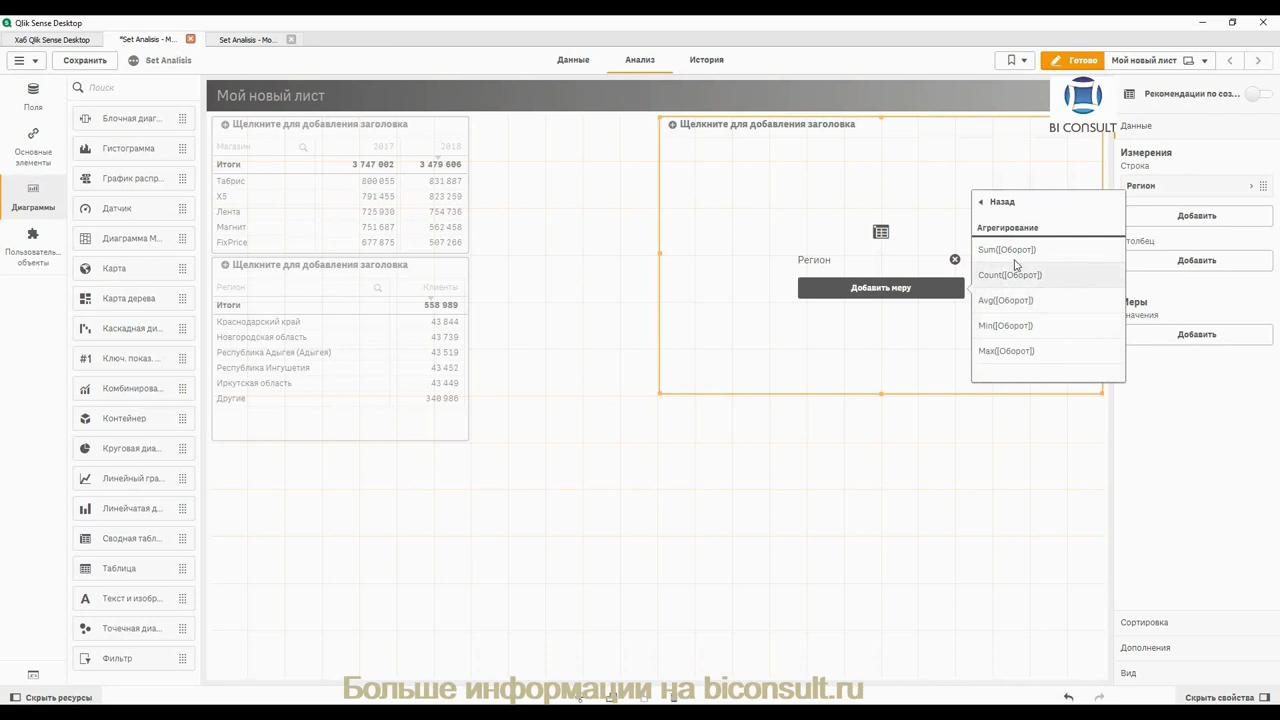 Qlik Sense Desktop
Хаб Qlik Sense Desktop
*Set Analisis - М...
Set Analisis - Мо...
Сохранить
Set Analisis
Данные
Анализ
История
Готово
Мой новый лист
Поля
Основные элементы
Диаграммы
Пользователь... объекты
Поиск
Блочная диаг...
Гистограмма
График распр...
Датчик
Диаграмма М...
Карта
Карта дерева
Каскадная ди...
#1 Ключ. показ. ...
Комбинирова...
Контейнер
Круговая диа...
Линейный гра...
Линейчатая д...
Сводная табл...
Таблица
A Текст и изобр...
Точечная диа...
Фильтр
Мой новый лист
Щелкните для добавления заголовка
Магазин 2017 2018
Итоги 3 747 002 3 479 606
Табрис 800 055 831 887
X5 791 455 823 259
Лента 725 930 754 736
Магнит 751 687 562 458
FixPrice 677 875 507 266
Щелкните для добавления заголовка
Регион Клиенты
Итоги 558 989
Краснодарский край 43 844
Новгородская область 43 739
Республика Адыгея (Адыгея) 43 519
Республика Ингушетия 43 452
Иркутская область 43 449
Другие 340 986
Щелкните для добавления заголовка
Регион
Добавить меру
Назад
Агрегирование
Sum([Оборот])
Count([Оборот])
Avg([Оборот])
Min([Оборот])
Max([Оборот])
BI CONSULT
Рекомендации по соз...
Данные
Измерения
Строка
Регион
Добавить
толбец
Добавить
Меры
начения
Добавить
Сортировка
Дополнения
Вид
Скрыть ресурсы
Больше информации на biconsult.ru
Скрыть свойства